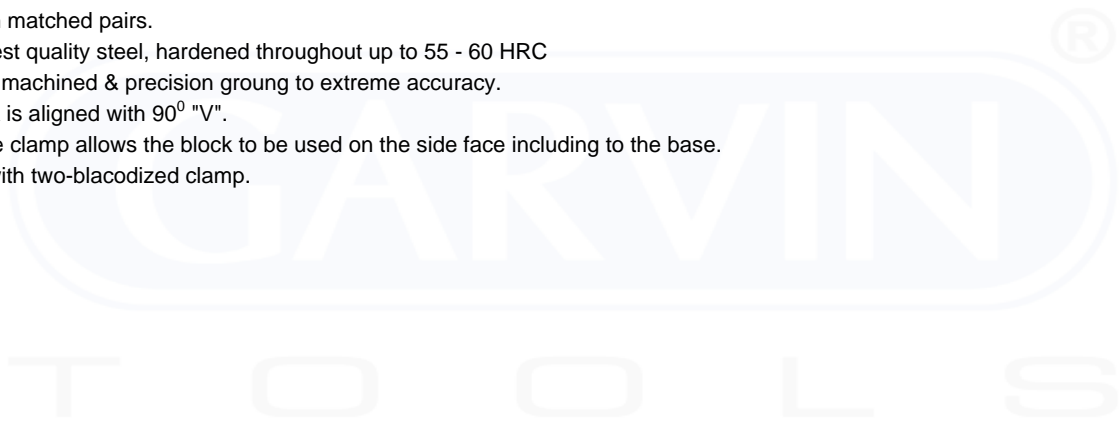 matched pairs.
st quality steel, hardened throughout up to 55 - 60 HRC
machined & precision groung to extreme accuracy.
is aligned with 90⁰ "V".
clamp allows the block to be used on the side face including to the base.
ith two-blacodized clamp.
®
GARVIN
TOOLS